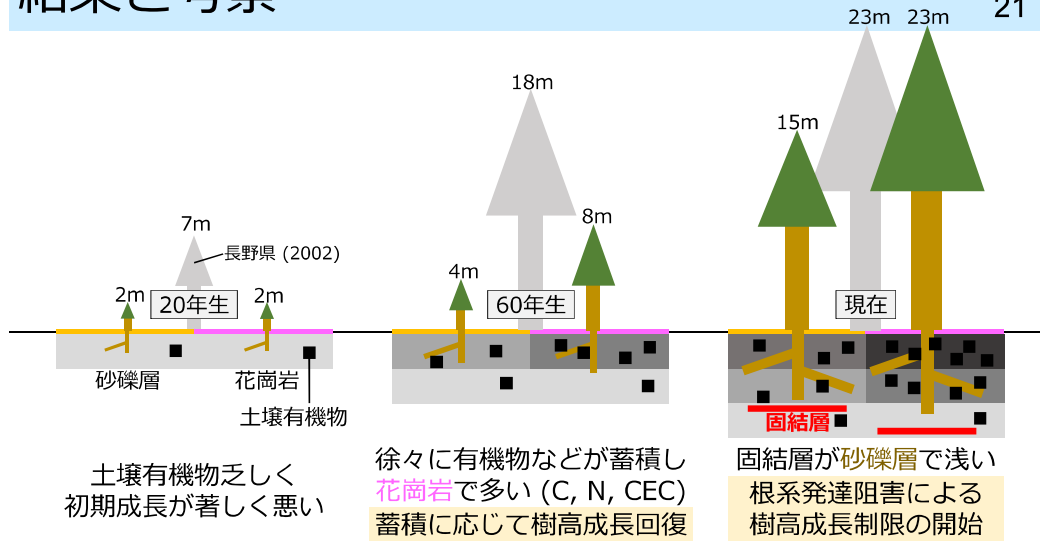 結果と考察
21
7m
長野県 (2002)
2m
20年生
2m
砂礫層
花崗岩
土壌有機物
土壌有機物乏しく
初期成長が著しく悪い
18m
8m
4m
60年生
徐々に有機物などが蓄積し
花崗岩で多い (C, N, CEC)
蓄積に応じて樹高成長回復
23m
23m
15m
現在
固結層
固結層が砂礫層で浅い
根系発達阻害による
樹高成長制限の開始